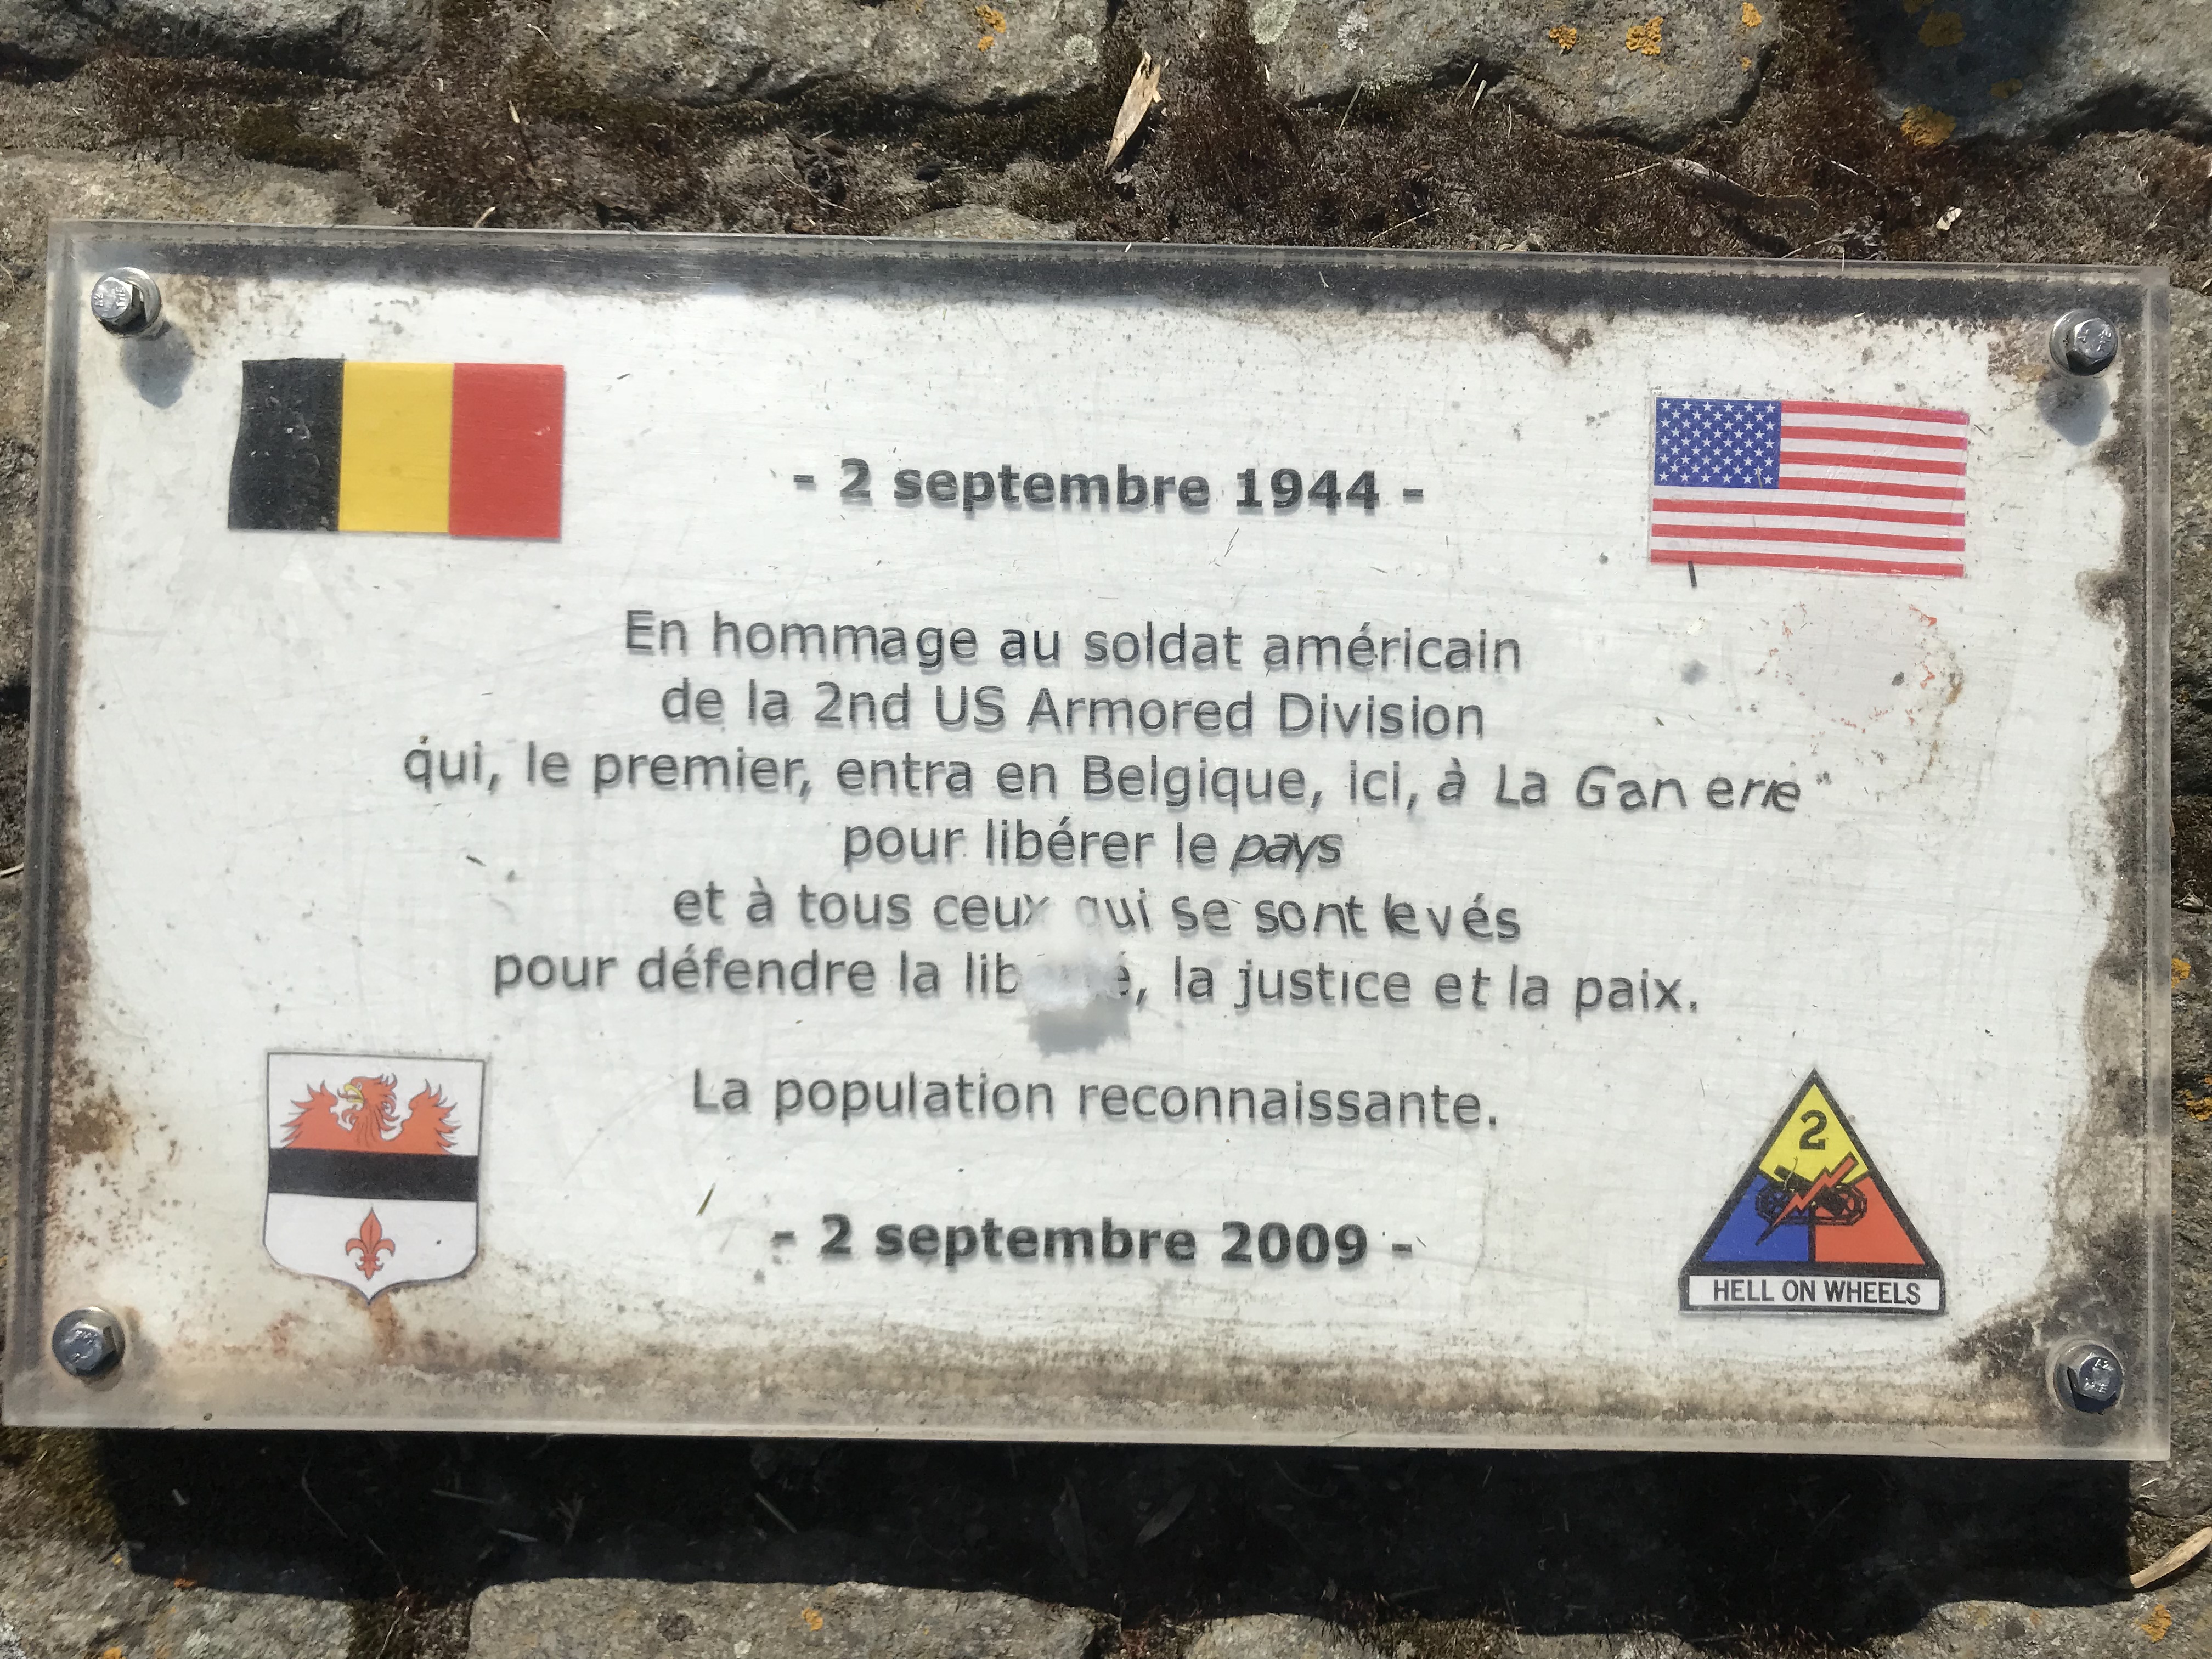 - 2 septembre 1944 -
En hommage au soldat américain
de la 2nd US Armored Division
qui, le premier, entra en Belgique, ici, à La Gan erie"
pour libérer le pays
et à tous ceux qui se sont levés
pour défendre la la justice et la paix.
La population reconnaissante.
- 2 septembre 2009 -
2
HELL ON WHEELS